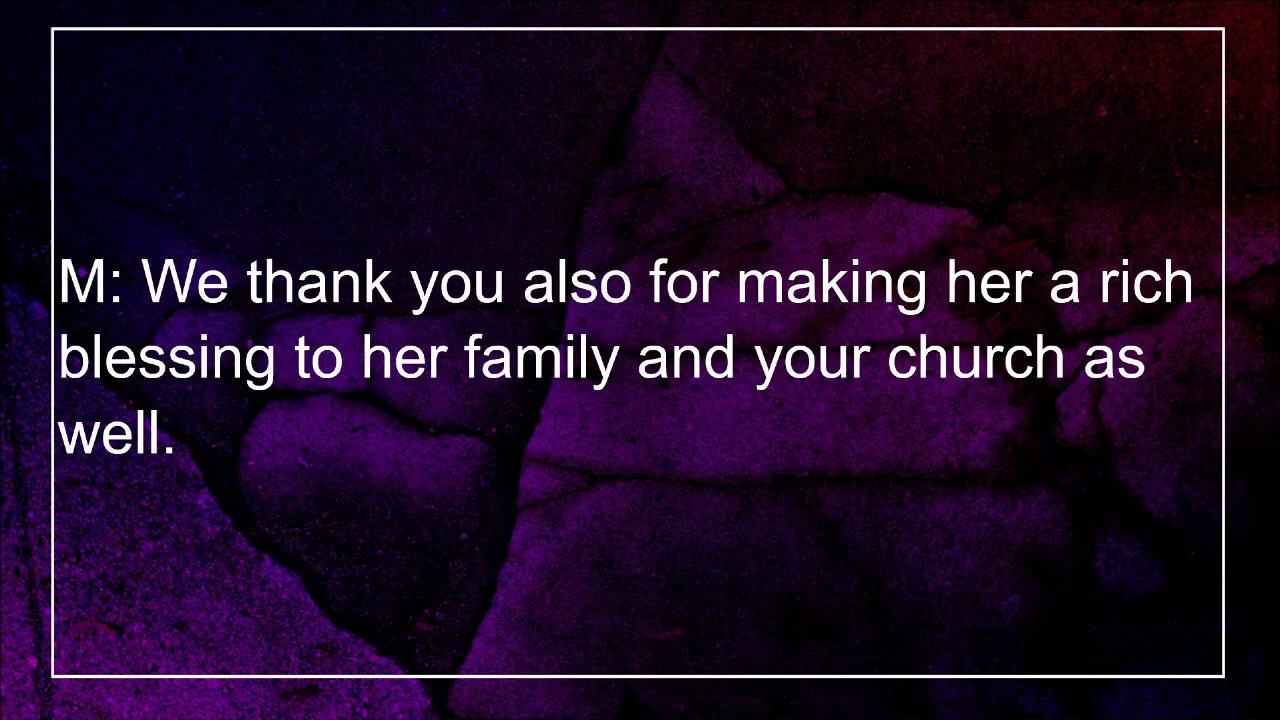 M: We thank you also for making her a rich
blessing to her family and your church as
well.